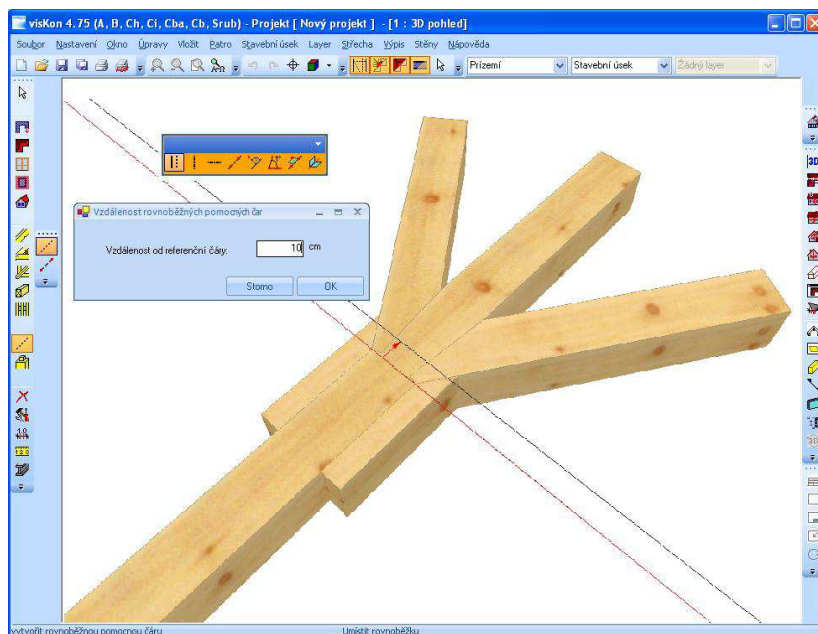 visKon 4.75 (A, B, Ch, Ci, Cba, Cb, Srub) - Projekt [ Nový projekt ] - [1 : 3D pohled]
Soubor Nastavení Okno Úpravy Vložit Patro Stavební úsek Layer Střecha Výpis Stěny Nápověda
Prízemí Stavební úsek Žádný layer
3D
Vzdálenost rovnoběžných pomocných čar
Vzdálenost od referenční čáry: 10 cm
Storno OK
vytvořit rovnoběžnou pomocnou čáru Umístit rovnoběžku